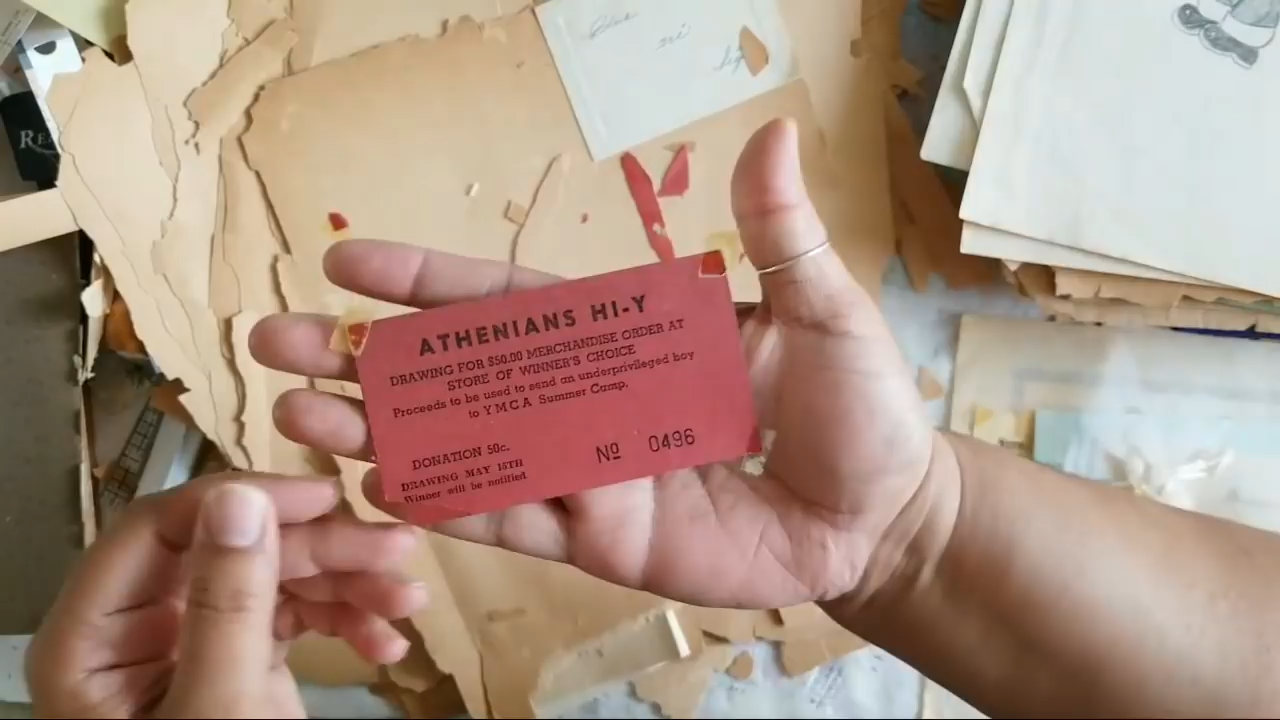 ATHENIANS HI-Y
DRAWING FOR $50.00 MERCHANDISE ORDER AT
STORE OF WINNER'S CHOICE
Proceeds to be used to send an underprivileged boy
to YMCA Summer Camp.
DONATION 50c.
Nº 0496
DRAWING MAY 15TH
Winner will be notified